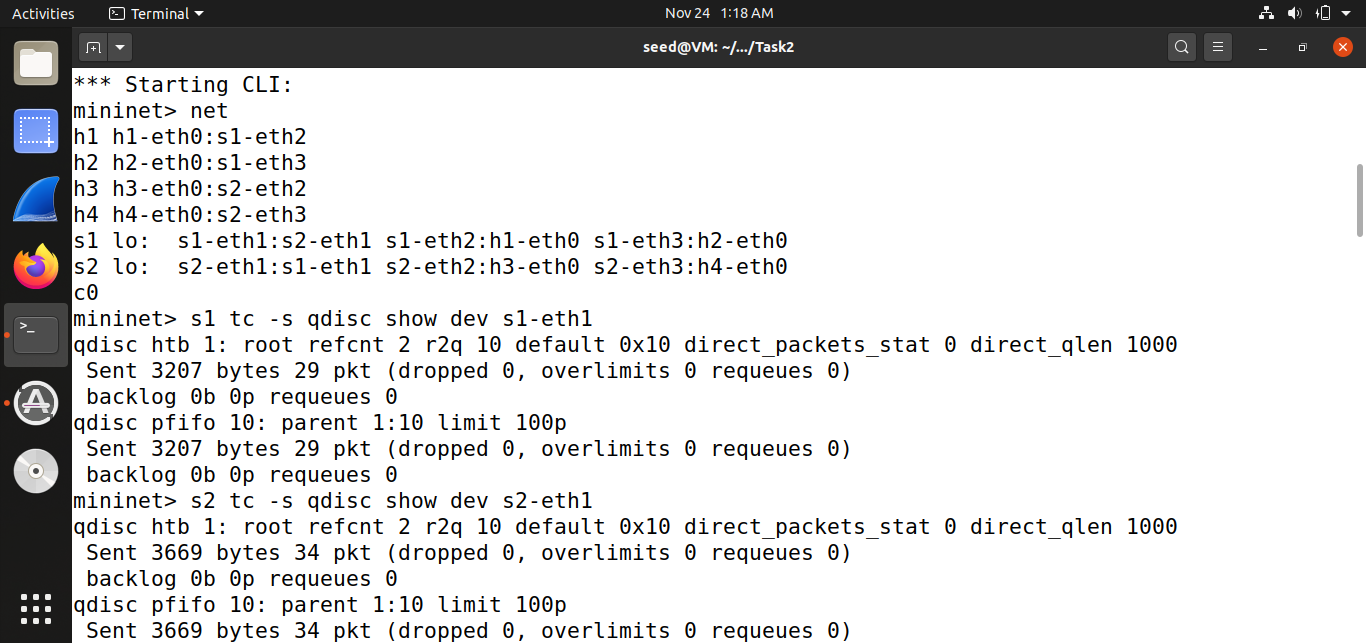 Activities Terminal Nov 24 1:18 AM
seed@VM: ~/.../Task2
*** Starting CLI:
mininet> net
h1 h1-eth0:s1-eth2
h2 h2-eth0:s1-eth3
h3 h3-eth0:s2-eth2
h4 h4-eth0:s2-eth3
s1 lo:  s1-eth1:s2-eth1 s1-eth2:h1-eth0 s1-eth3:h2-eth0
s2 lo:  s2-eth1:s1-eth1 s2-eth2:h3-eth0 s2-eth3:h4-eth0
c0
mininet> s1 tc -s qdisc show dev s1-eth1
qdisc htb 1: root refcnt 2 r2q 10 default 0x10 direct_packets_stat 0 direct_qlen 1000
 Sent 3207 bytes 29 pkt (dropped 0, overlimits 0 requeues 0)
 backlog 0b 0p requeues 0
qdisc pfifo 10: parent 1:10 limit 100p
 Sent 3207 bytes 29 pkt (dropped 0, overlimits 0 requeues 0)
 backlog 0b 0p requeues 0
mininet> s2 tc -s qdisc show dev s2-eth1
qdisc htb 1: root refcnt 2 r2q 10 default 0x10 direct_packets_stat 0 direct_qlen 1000
 Sent 3669 bytes 34 pkt (dropped 0, overlimits 0 requeues 0)
 backlog 0b 0p requeues 0
qdisc pfifo 10: parent 1:10 limit 100p
 Sent 3669 bytes 34 pkt (dropped 0, overlimits 0 requeues 0)